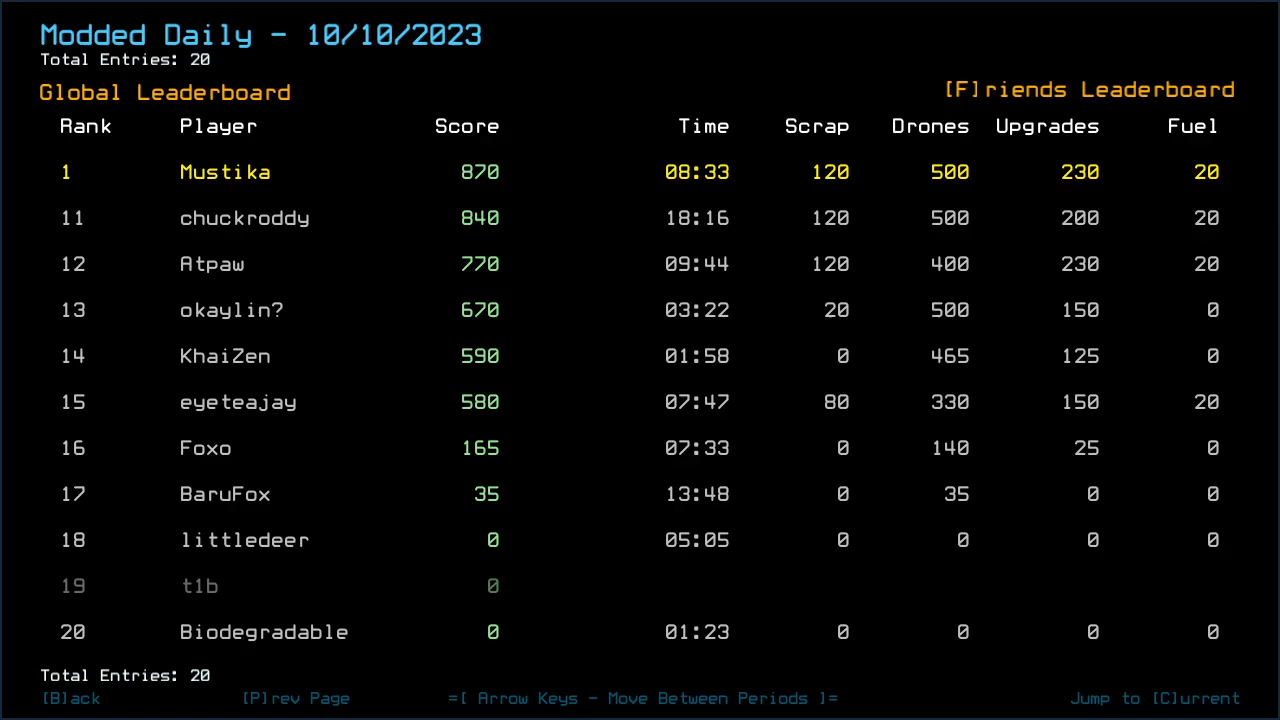 Modded Daily - 10/10/2023
Total Entries: 20
Global Leaderboard [F]riends Leaderboard
Rank Player Score Time Scrap Drones Upgrades Fuel
1 Mustika 870 08:33 120 500 230 20
11 chuckroddy 840 18:16 120 500 200 20
12 Atpaw 770 09:44 120 400 230 20
13 okaylin? 670 03:22 20 500 150 0
14 KhaiZen 590 01:58 0 465 125 0
15 eyeteajay 580 07:47 80 330 150 20
16 Foxo 165 07:33 0 140 25 0
17 BaruFox 35 13:48 0 35 0 0
18 littledeer 0 05:05 0 0 0 0
19 t1b 0
20 Biodegradable 0 01:23 0 0 0 0
Total Entries: 20
[B]ack [P]rev Page =[ Arrow Keys - Move Between Periods ]= Jump to [C]urrent